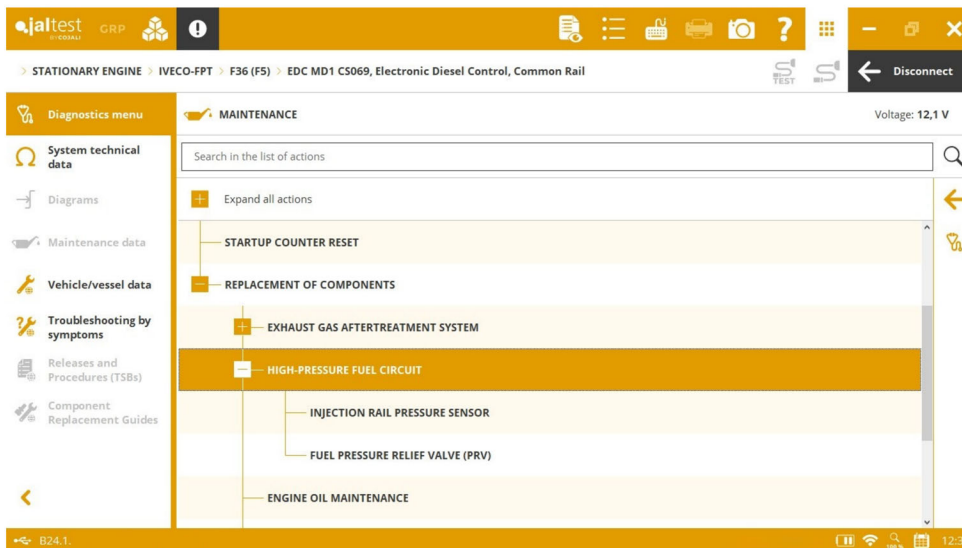 jaltest GRP
BY COJALI
> STATIONARY ENGINE > IVECO-FPT > F36 (F5) > EDC MD1 CS069, Electronic Diesel Control, Common Rail
TEST
Disconnect
Diagnostics menu
MAINTENANCE
Voltage: 12,1 V
System technical
data
Search in the list of actions
Diagrams
Expand all actions
Maintenance data
STARTUP COUNTER RESET
Vehicle/vessel data
REPLACEMENT OF COMPONENTS
Troubleshooting by
symptoms
EXHAUST GAS AFTERTREATMENT SYSTEM
Releases and
Procedures (TSBs)
HIGH-PRESSURE FUEL CIRCUIT
Component
Replacement Guides
INJECTION RAIL PRESSURE SENSOR
FUEL PRESSURE RELIEF VALVE (PRV)
ENGINE OIL MAINTENANCE
B24.1.
100 %
12:3